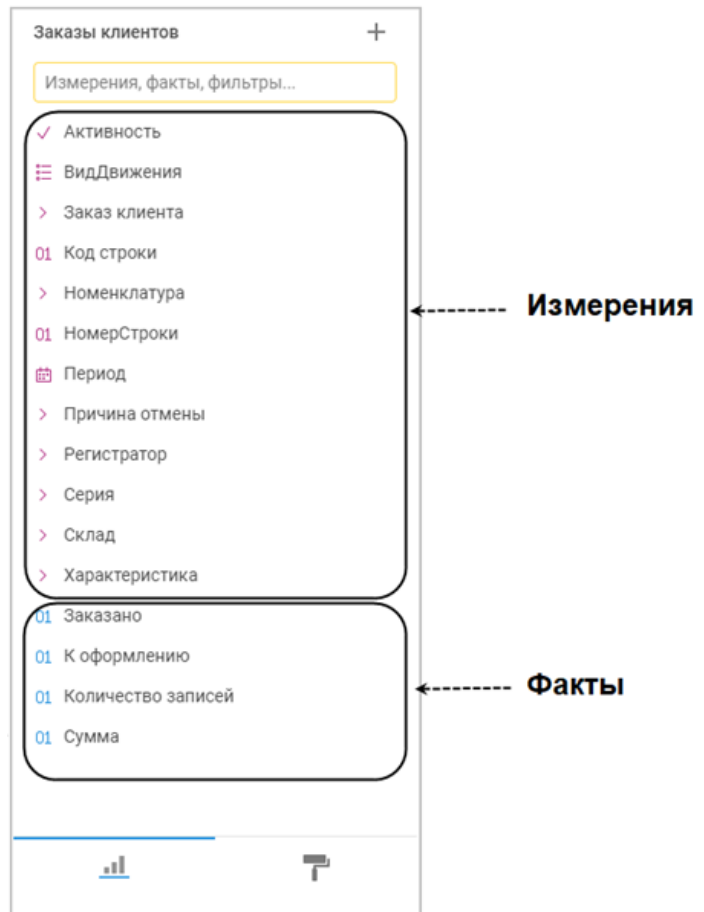 Заказы клиентов
Измерения, факты, фильтры...
Активность
ВидДвижения
Заказ клиента
01 Код строки
Номенклатура
Измерения
01 НомерСтроки
Период
Причина отмены
Регистратор
Серия
Склад
Характеристика
01 Заказано
01 К оформлению
Факты
01 Количество записей
01 Сумма